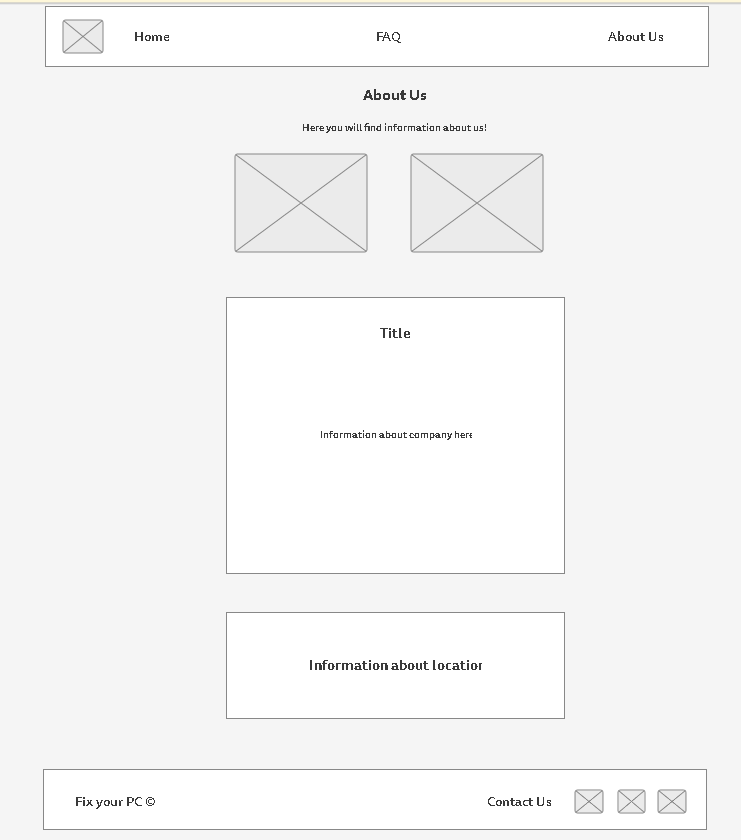 Home FAQ About Us
About Us
Here you will find information about us!
Title
Information about company here
Information about location
Fix your PC © Contact Us